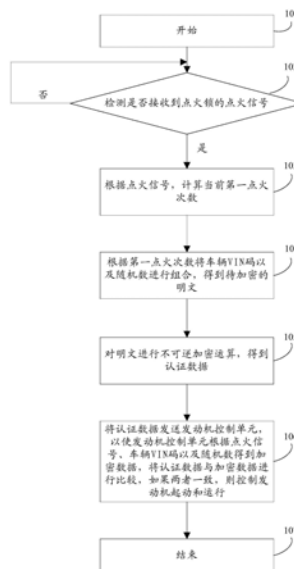 开始
检测是否接收到点火锁的点火信号
否
是
根据点火信号，计算当前第一点火
次数
根据第一点火次数将车辆VIN码以
及随机数进行组合，得到待加密的
明文
对明文进行不可逆加密运算，得到
认证数据
将认证数据发送发动机控制单元，
以使发动机控制单元根据点火信
号、车辆VIN码以及随机数得到加
密数据，将认证数据与加密数据进
行比较，如果两者一致，则控制发
动机起动和运行
结束